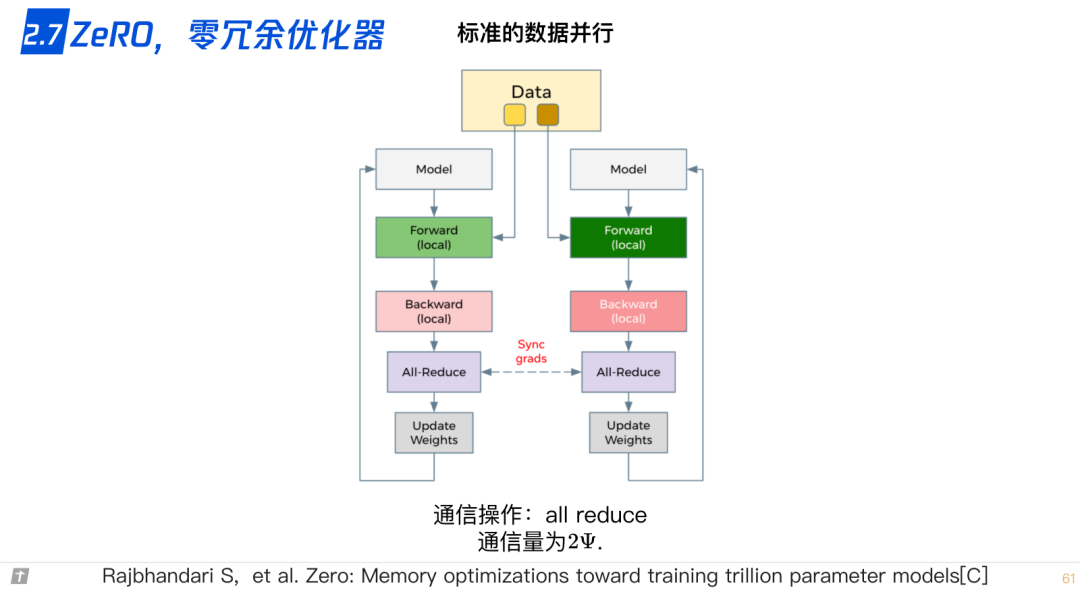 2.7 ZeRO，零冗余优化器
标准的数据并行
Data
Model
Model
Forward
(local)
Forward
(local)
Backward
(local)
Backward
(local)
Sync
grads
All-Reduce
All-Reduce
Update
Weights
Update
Weights
通信操作：all reduce
通信量为2Ψ.
Rajbhandari S，et al. Zero: Memory optimizations toward training trillion parameter models[C]
61